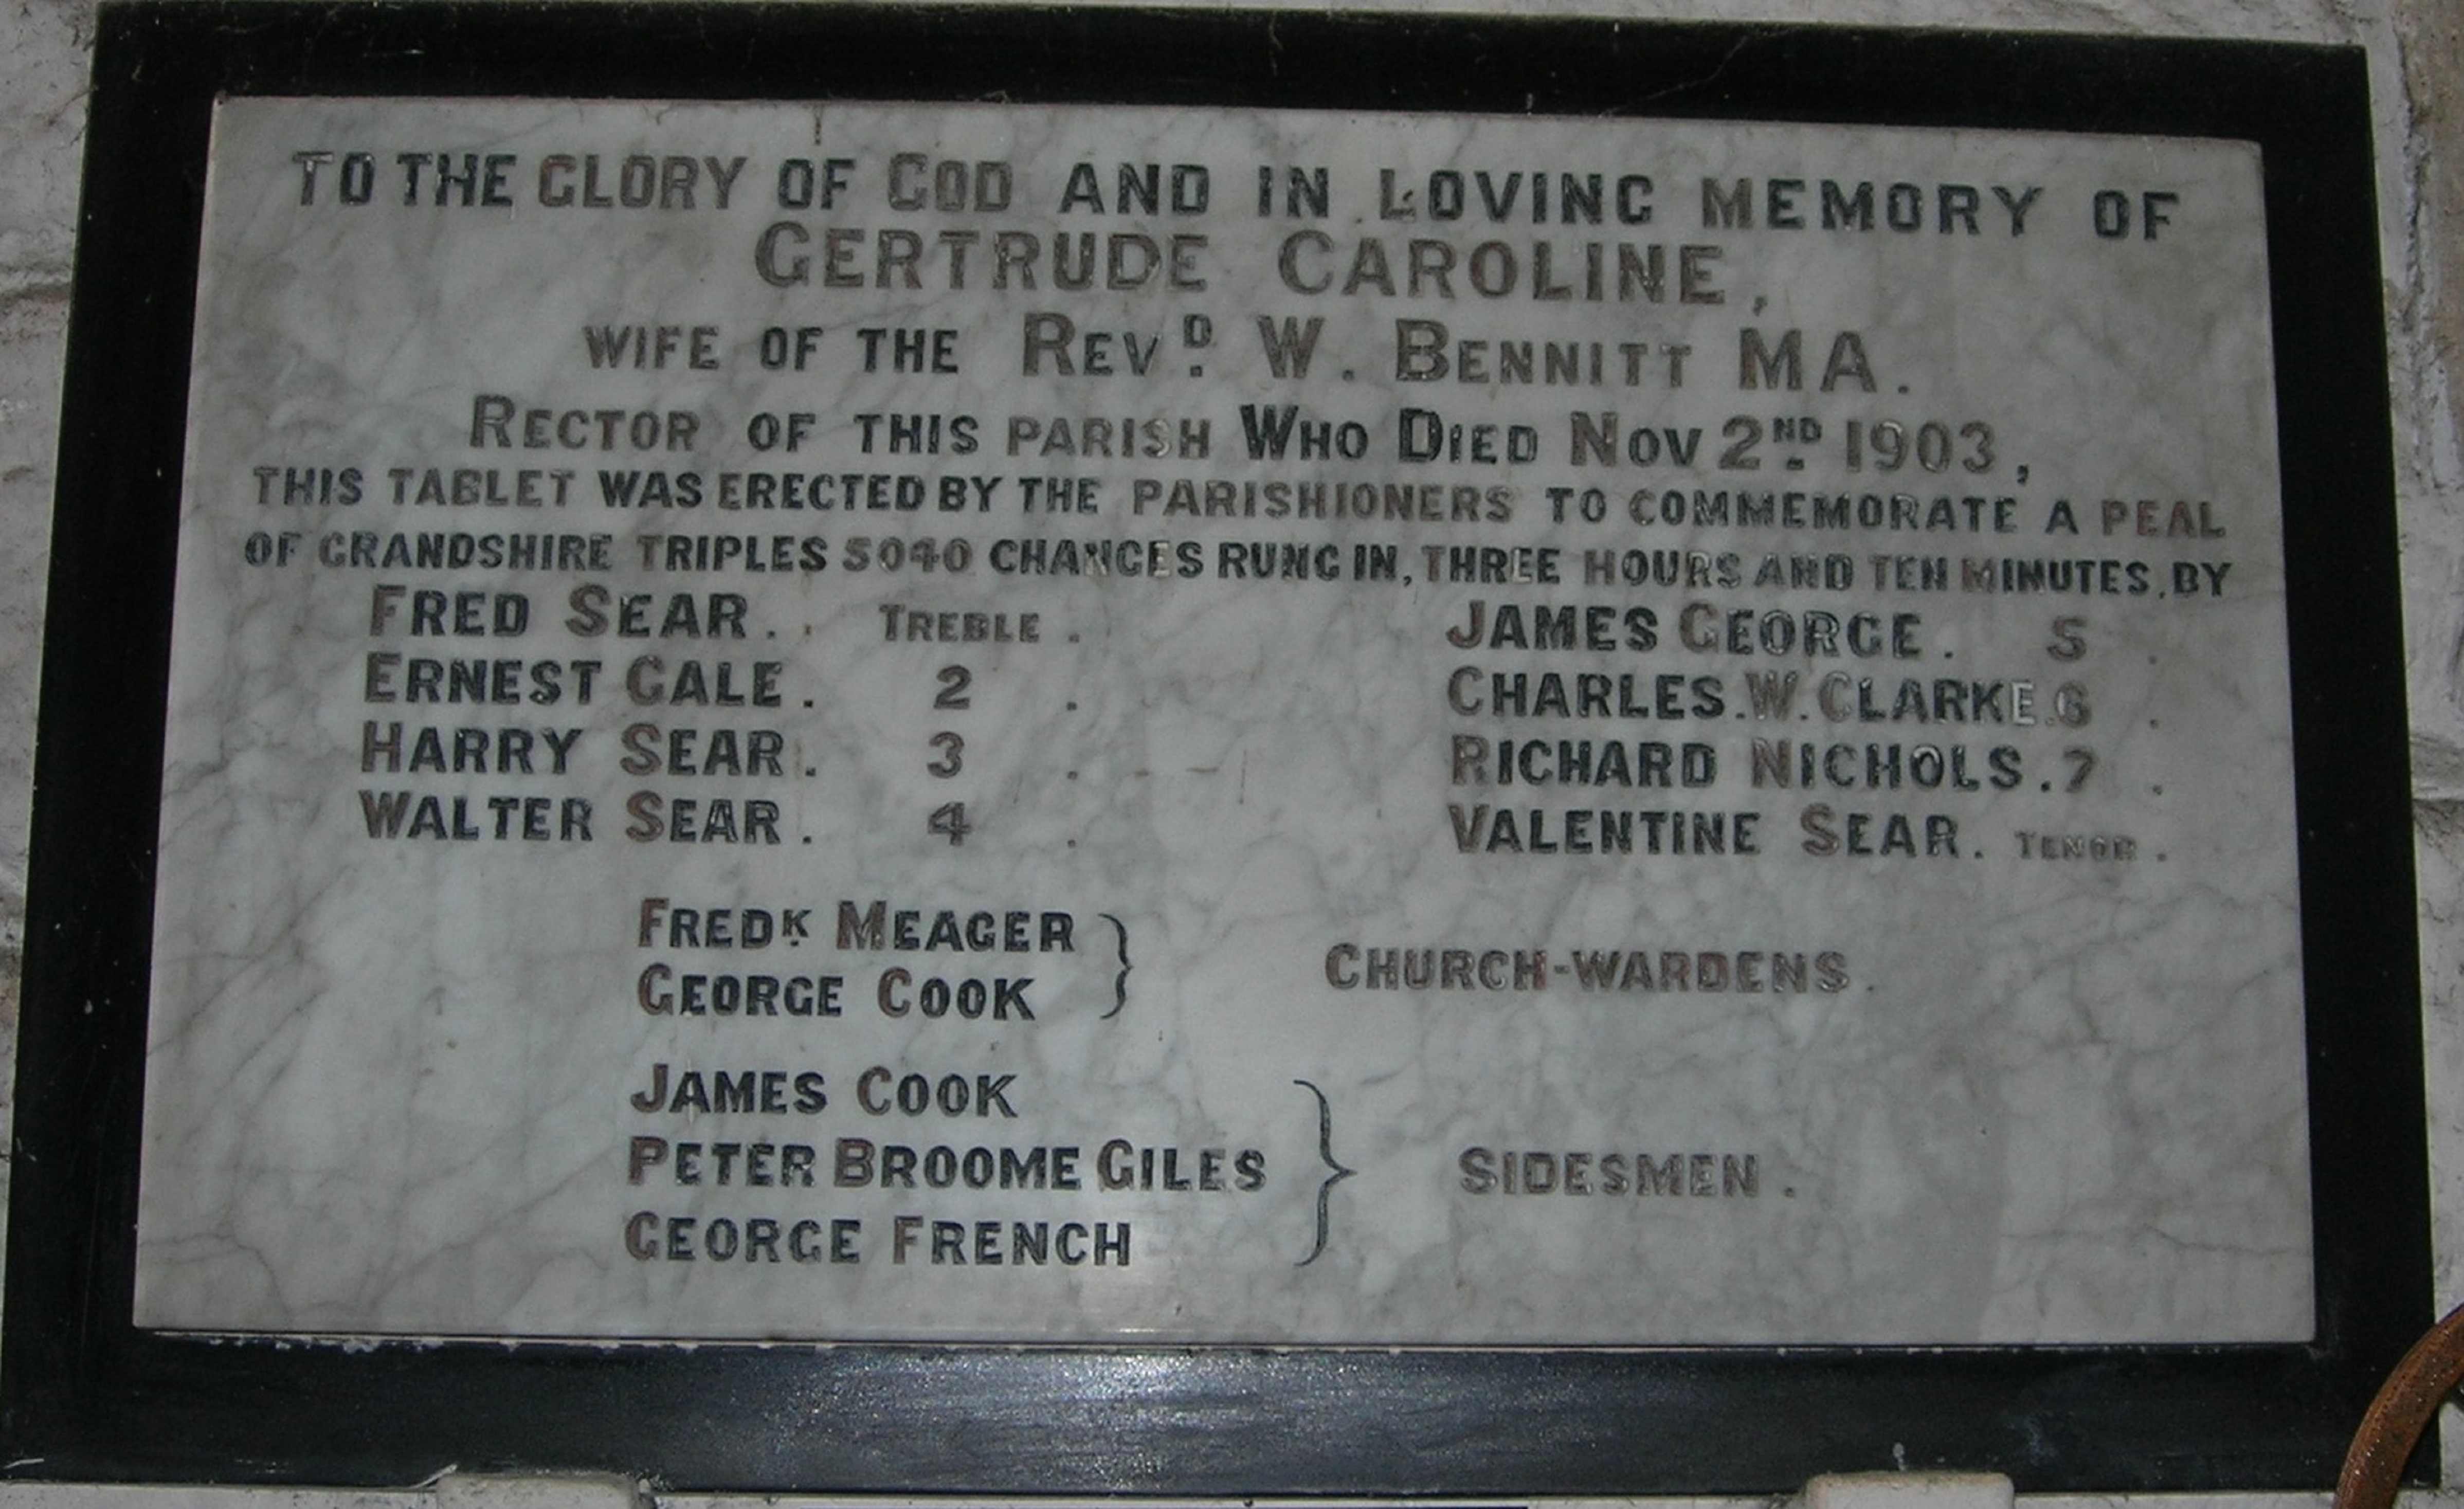 TO THE GLORY OF GOD AND IN LOVING MEMORY OF
GERTRUDE CAROLINE,
WIFE OF THE REVD. W. BENNITT MA.
RECTOR OF THIS PARISH WHO DIED NOV 2ND. 1903,
THIS TABLET WAS ERECTED BY THE PARISHIONERS TO COMMEMORATE A PEAL
OF GRANDSHIRE TRIPLES 5040 CHANGES RUNG IN, THREE HOURS AND TEN MINUTES, BY
FRED SEAR. TREBLE.
ERNEST GALE. 2.
HARRY SEAR. 3.
WALTER SEAR. 4.
JAMES GEORGE. 5.
CHARLES.W.CLARKE.6.
RICHARD NICHOLS.7.
VALENTINE SEAR. TENOR.
FREDK. MEAGER
GEORGE COOK
CHURCH-WARDENS.
JAMES COOK
PETER BROOME GILES
GEORGE FRENCH
SIDESMEN.